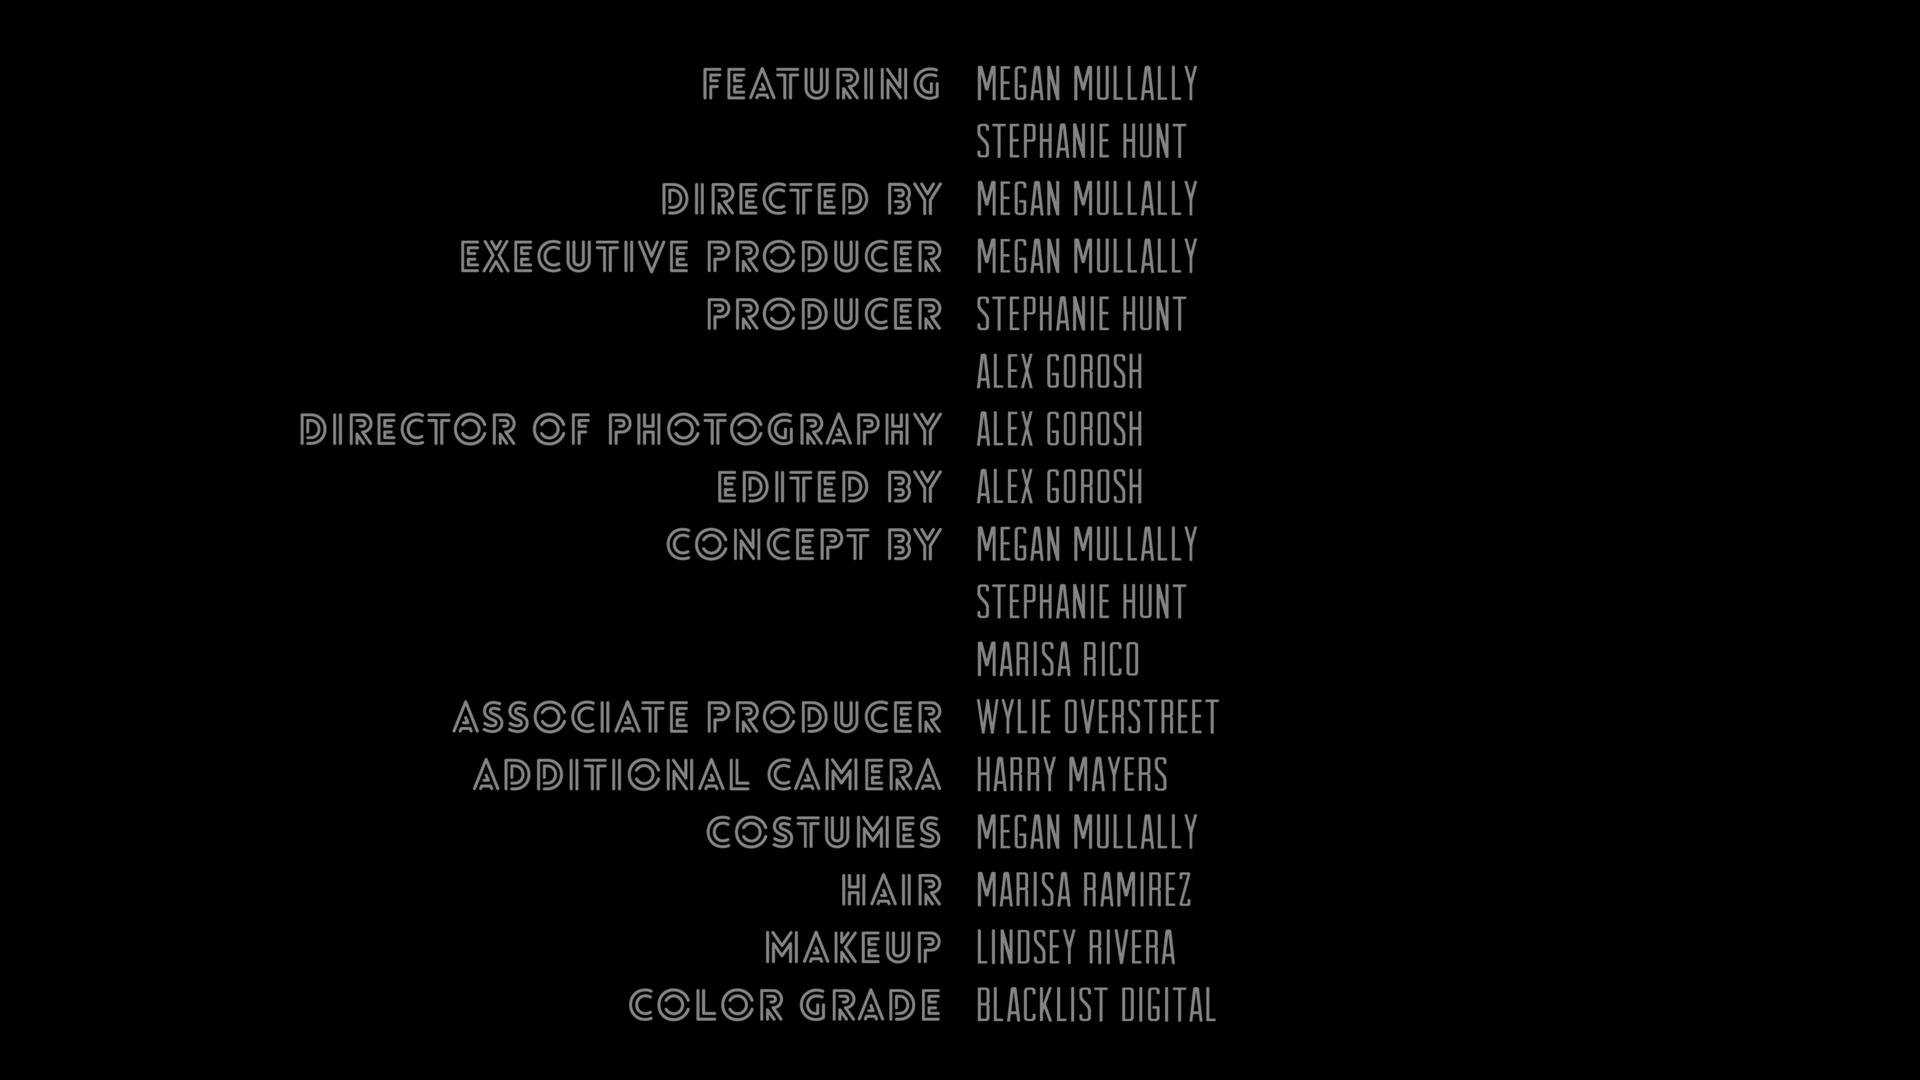 FEATURING MEGAN MULLALLY
STEPHANIE HUNT
DIRECTED BY MEGAN MULLALLY
EXECUTIVE PRODUCER MEGAN MULLALLY
PRODUCER STEPHANIE HUNT
ALEX GOROSH
DIRECTOR OF PHOTOGRAPHY ALEX GOROSH
EDITED BY ALEX GOROSH
CONCEPT BY MEGAN MULLALLY
STEPHANIE HUNT
MARISA RICO
ASSOCIATE PRODUCER WYLIE OVERSTREET
ADDITIONAL CAMERA HARRY MAYERS
COSTUMES MEGAN MULLALLY
HAIR MARISA RAMIREZ
MAKEUP LINDSEY RIVERA
COLOR GRADE BLACKLIST DIGITAL